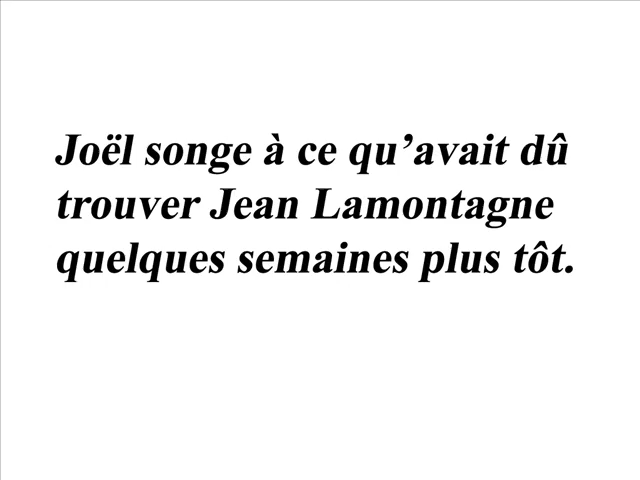 Joël songe à ce qu’avait dû
trouver Jean Lamontagne
quelques semaines plus tôt.